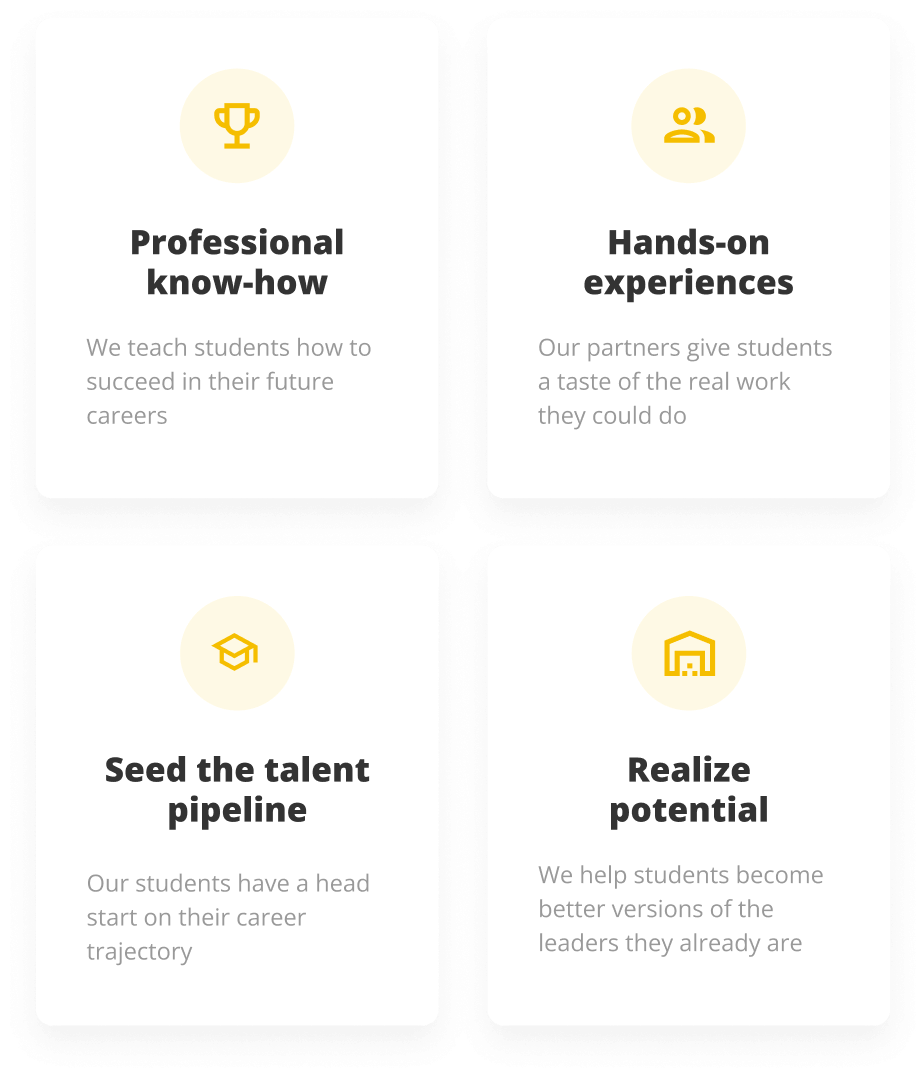 Professional
know-how
We teach students how to
succeed in their future
careers
Hands-on
experiences
Our partners give students
a taste of the real work
they could do
Seed the talent
pipeline
Our students have a head
start on their career
trajectory
Realize
potential
We help students become
better versions of the
leaders they already are